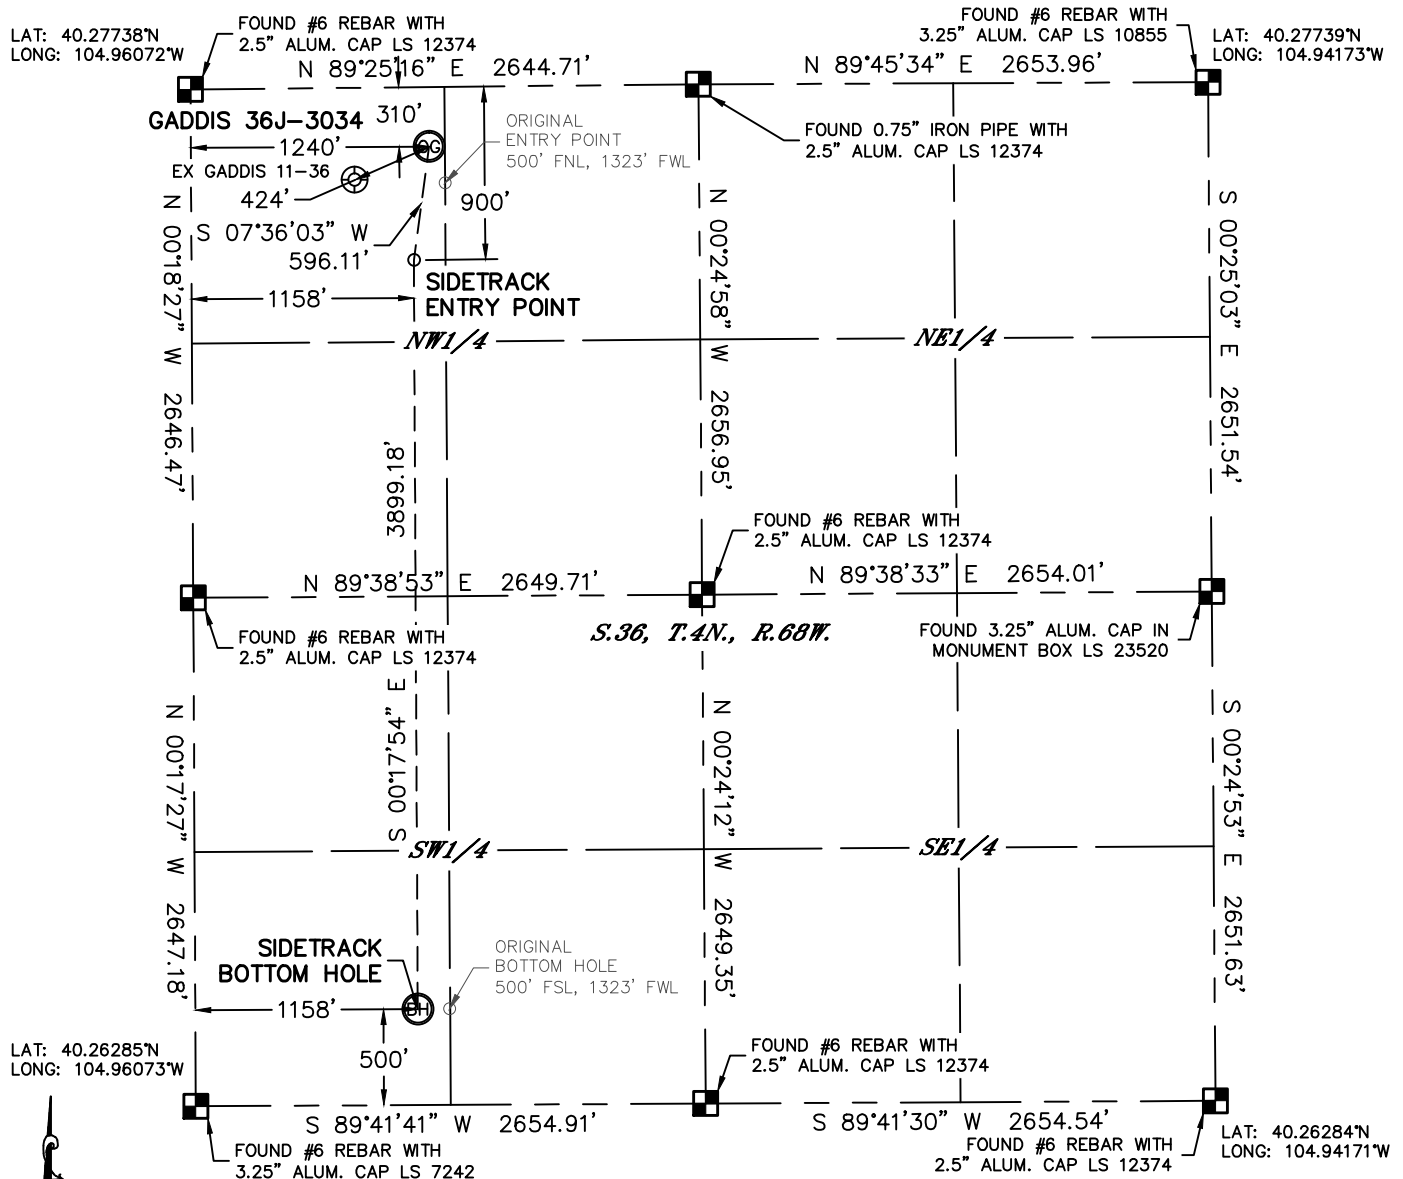 LAT: 40.27738°N
LONG: 104.96072°W
FOUND #6 REBAR WITH
2.5" ALUM. CAP LS 12374
FOUND #6 REBAR WITH
3.25" ALUM. CAP LS 10855
LAT: 40.27739°N
LONG: 104.94173°W
N 89°25'16" E 2644.71'
N 89°45'34" E 2653.96'
GADDIS 36J-3034
310'
OG
1240'
EX GADDIS 11-36
424'
ORIGINAL
ENTRY POINT
500' FNL, 1323' FWL
900'
FOUND 0.75" IRON PIPE WITH
2.5" ALUM. CAP LS 12374
S 07°36'03" W
596.11'
SIDETRACK
ENTRY POINT
1158'
N 00°18'27" W 2646.47'
N 00°24'58" W 2656.95'
S 00°25'03" E 2651.54'
NW1/4
NE1/4
3899.18'
S 00°17'54" E
FOUND #6 REBAR WITH
2.5" ALUM. CAP LS 12374
N 89°38'53" E 2649.71'
N 89°38'33" E 2654.01'
S.36, T.4N., R.68W.
FOUND #6 REBAR WITH
2.5" ALUM. CAP LS 12374
FOUND 3.25" ALUM. CAP IN
MONUMENT BOX LS 23520
N 00°17'27" W 2647.18'
N 00°24'12" W 2649.35'
S 00°24'53" E 2651.63'
SW1/4
SE1/4
SIDETRACK
BOTTOM HOLE
BH
1158'
500'
ORIGINAL
BOTTOM HOLE
500' FSL, 1323' FWL
LAT: 40.26285°N
LONG: 104.96073°W
FOUND #6 REBAR WITH
2.5" ALUM. CAP LS 12374
S 89°41'41" W 2654.91'
S 89°41'30" W 2654.54'
FOUND #6 REBAR WITH
3.25" ALUM. CAP LS 7242
FOUND #6 REBAR WITH
2.5" ALUM. CAP LS 12374
LAT: 40.26284°N
LONG: 104.94171°W